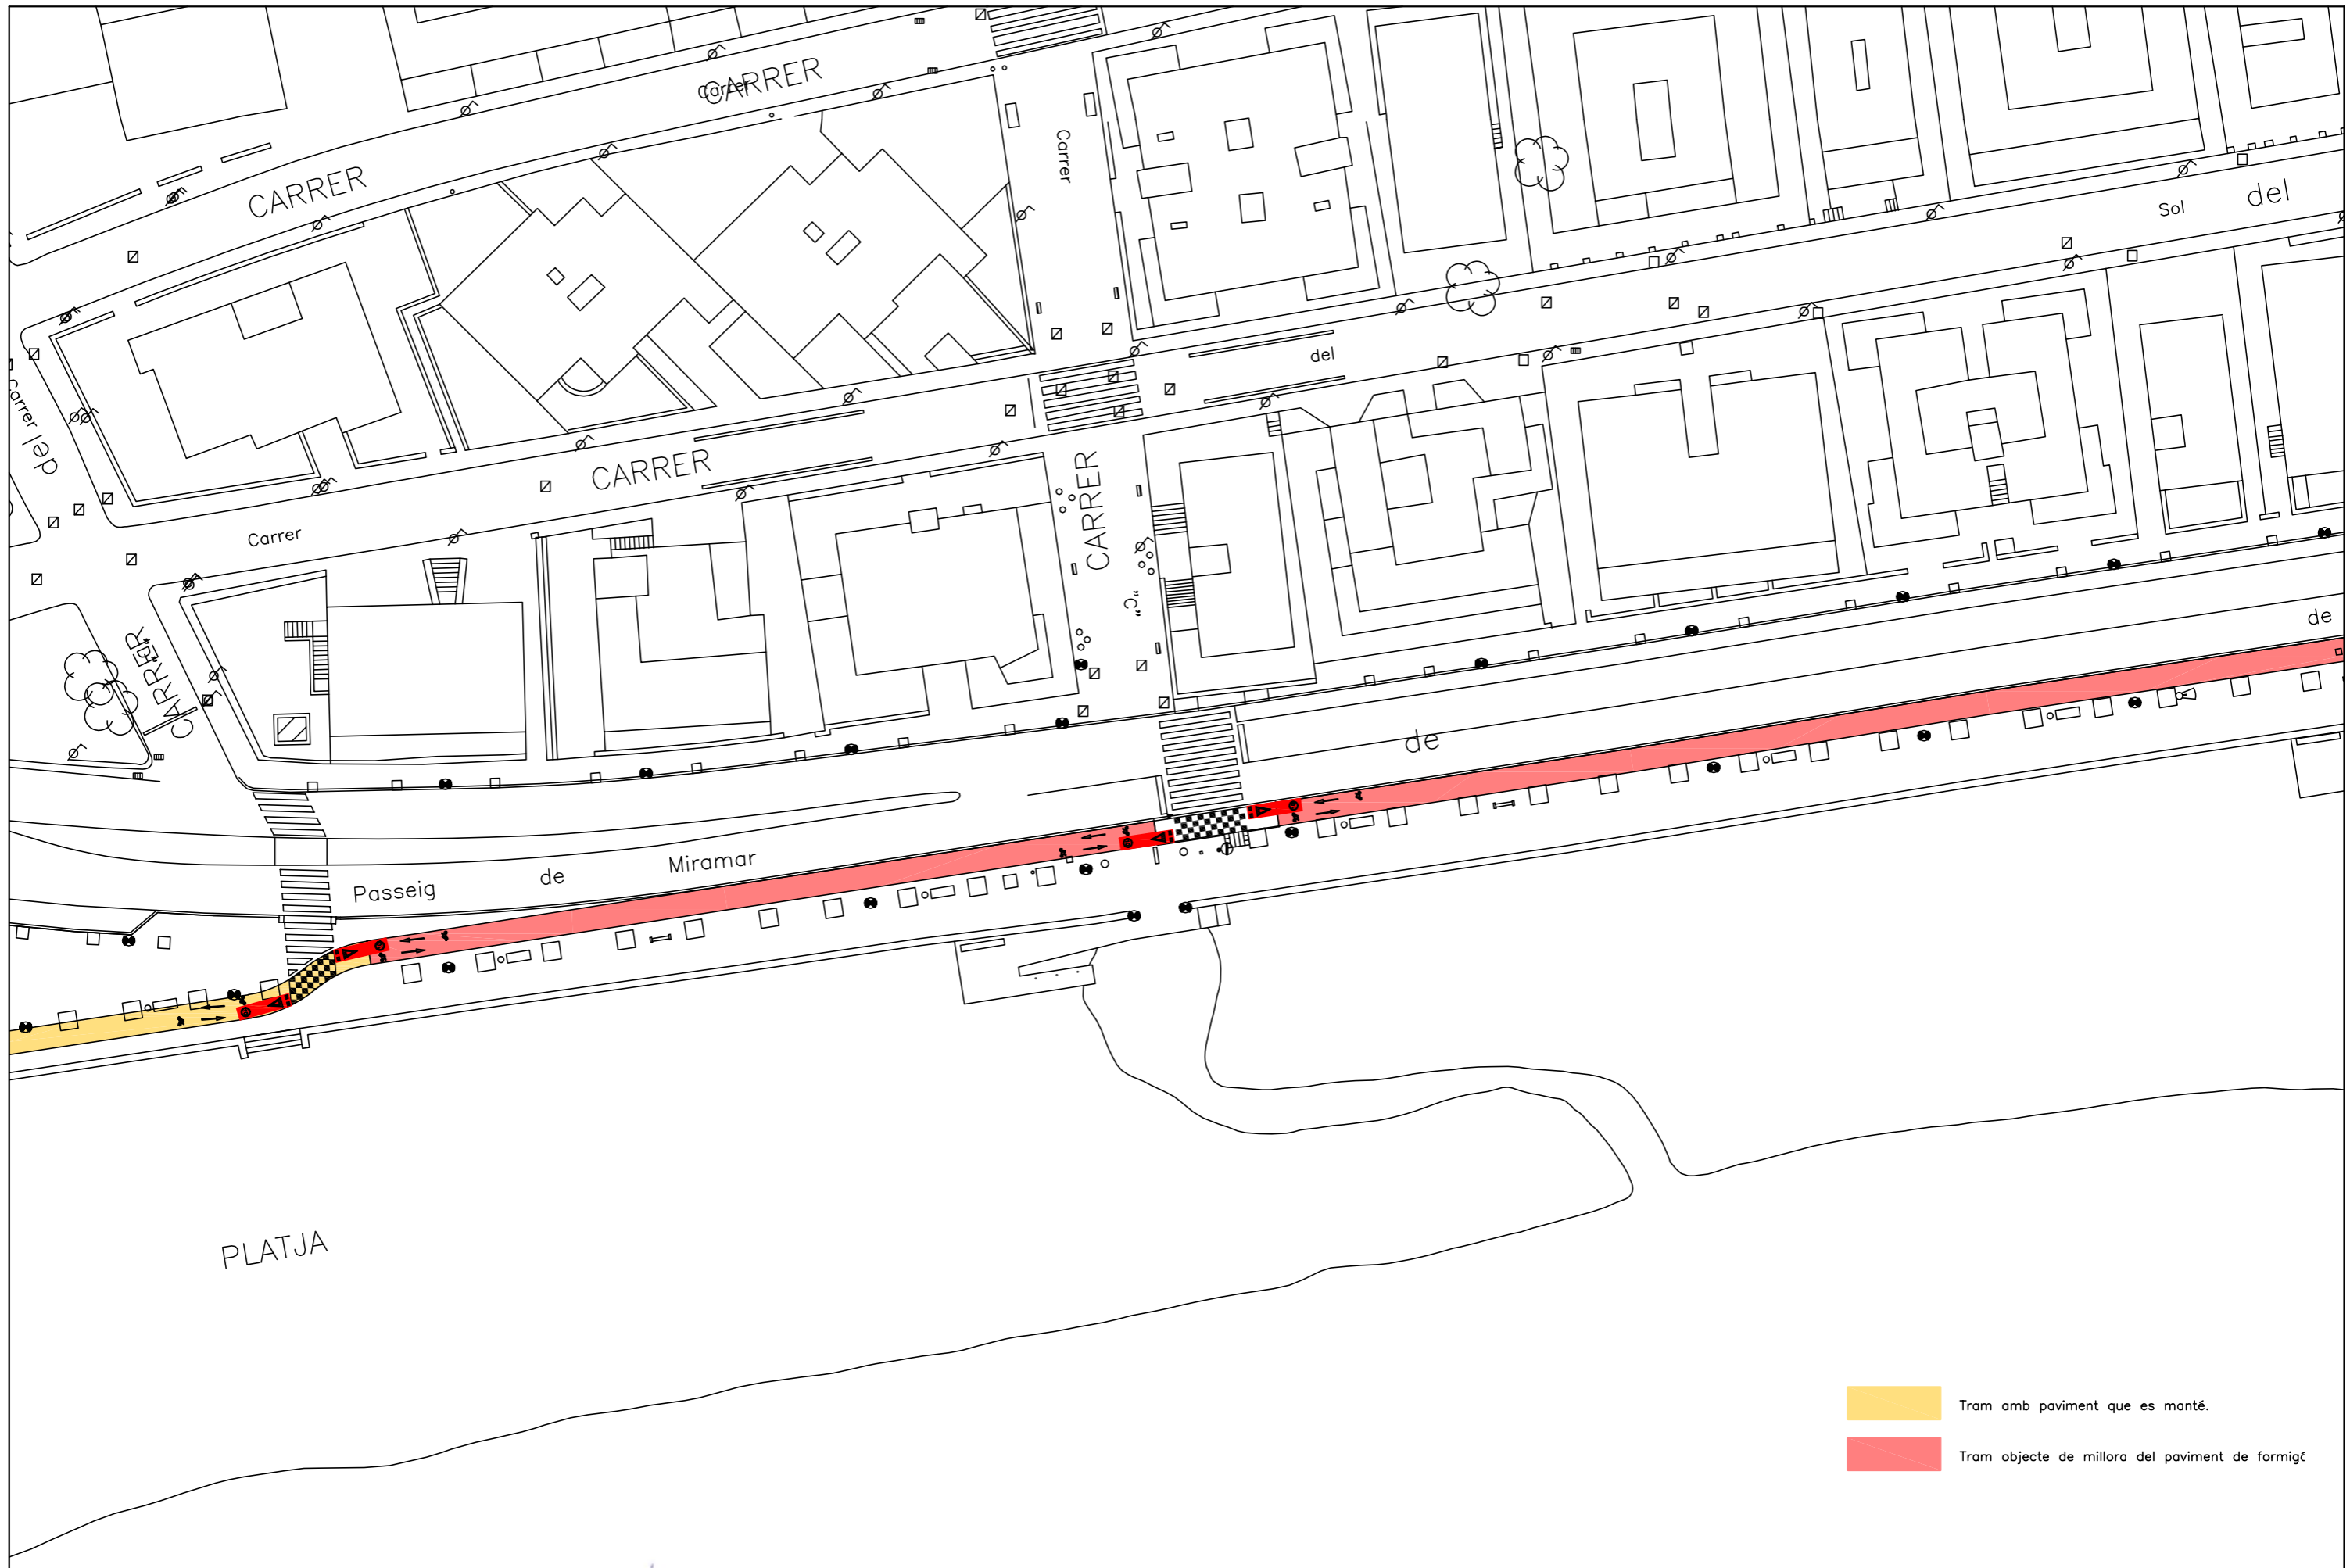 CARRER
Carrer
CARRER
Carrer
del
Sol
del
Carrer
del
CARRER
CARRER
Carrer
"C"
CARRER
de
de
Passeig de Miramar
PLATJA
Tram amb paviment que es manté.
Tram objecte de millora del paviment de formigó